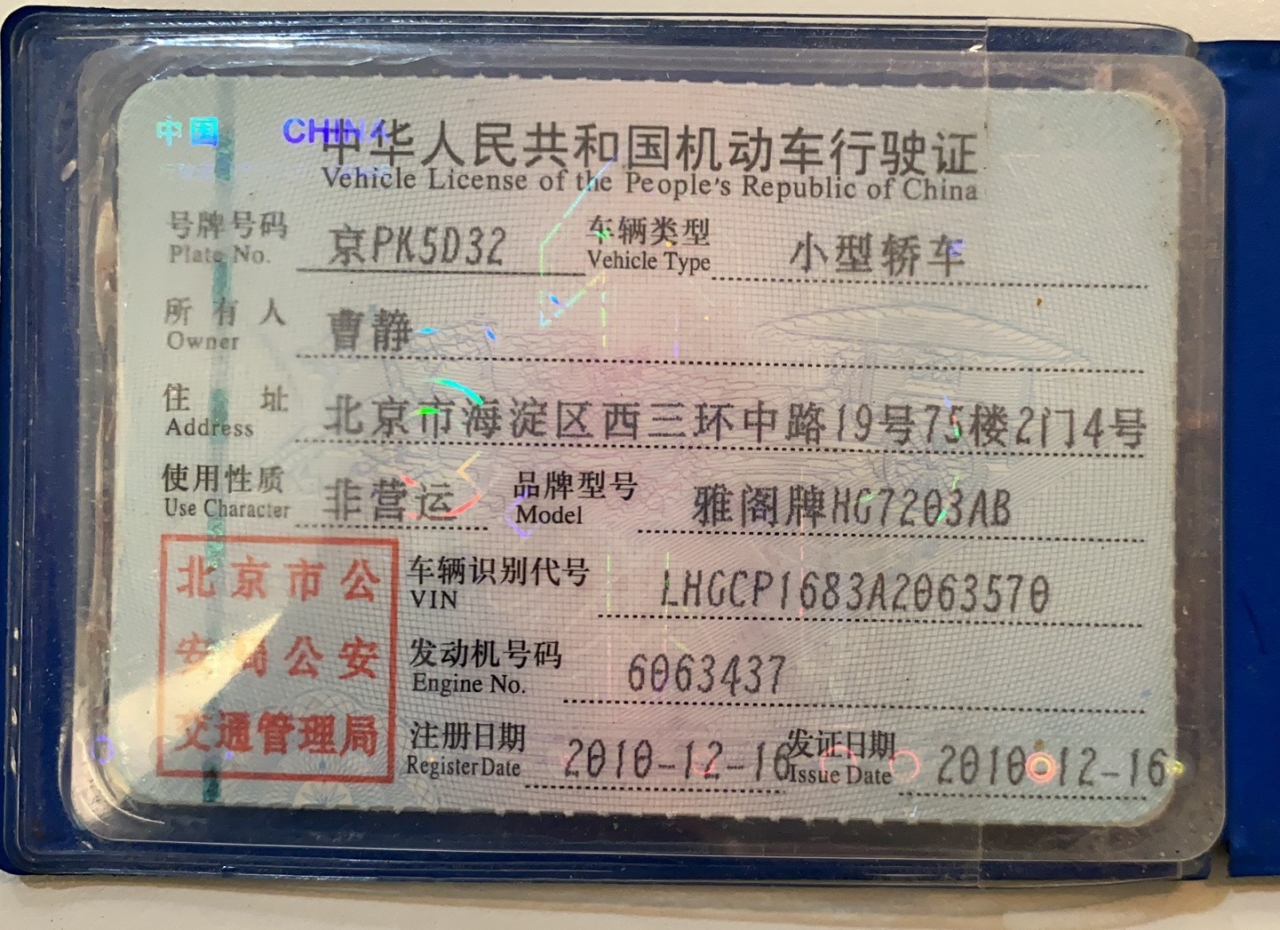 中国 CHINA
中华人民共和国机动车行驶证
Vehicle License of the People's Republic of China
号牌号码 京PK5D32 车辆类型 小型轿车
Plate No. Vehicle Type
所有人 曹静
Owner
住址 北京市海淀区西三环中路19号75楼2门4号
Address
使用性质 非营运 品牌型号 雅阁牌HG7203AB
Use Character Model
北京市公
安局公安
交通管理局
车辆识别代号 LHGCP1683A2063570
VIN
发动机号码 6063437
Engine No.
注册日期 2010-12-16 发证日期 2010-12-16
Register Date Issue Date